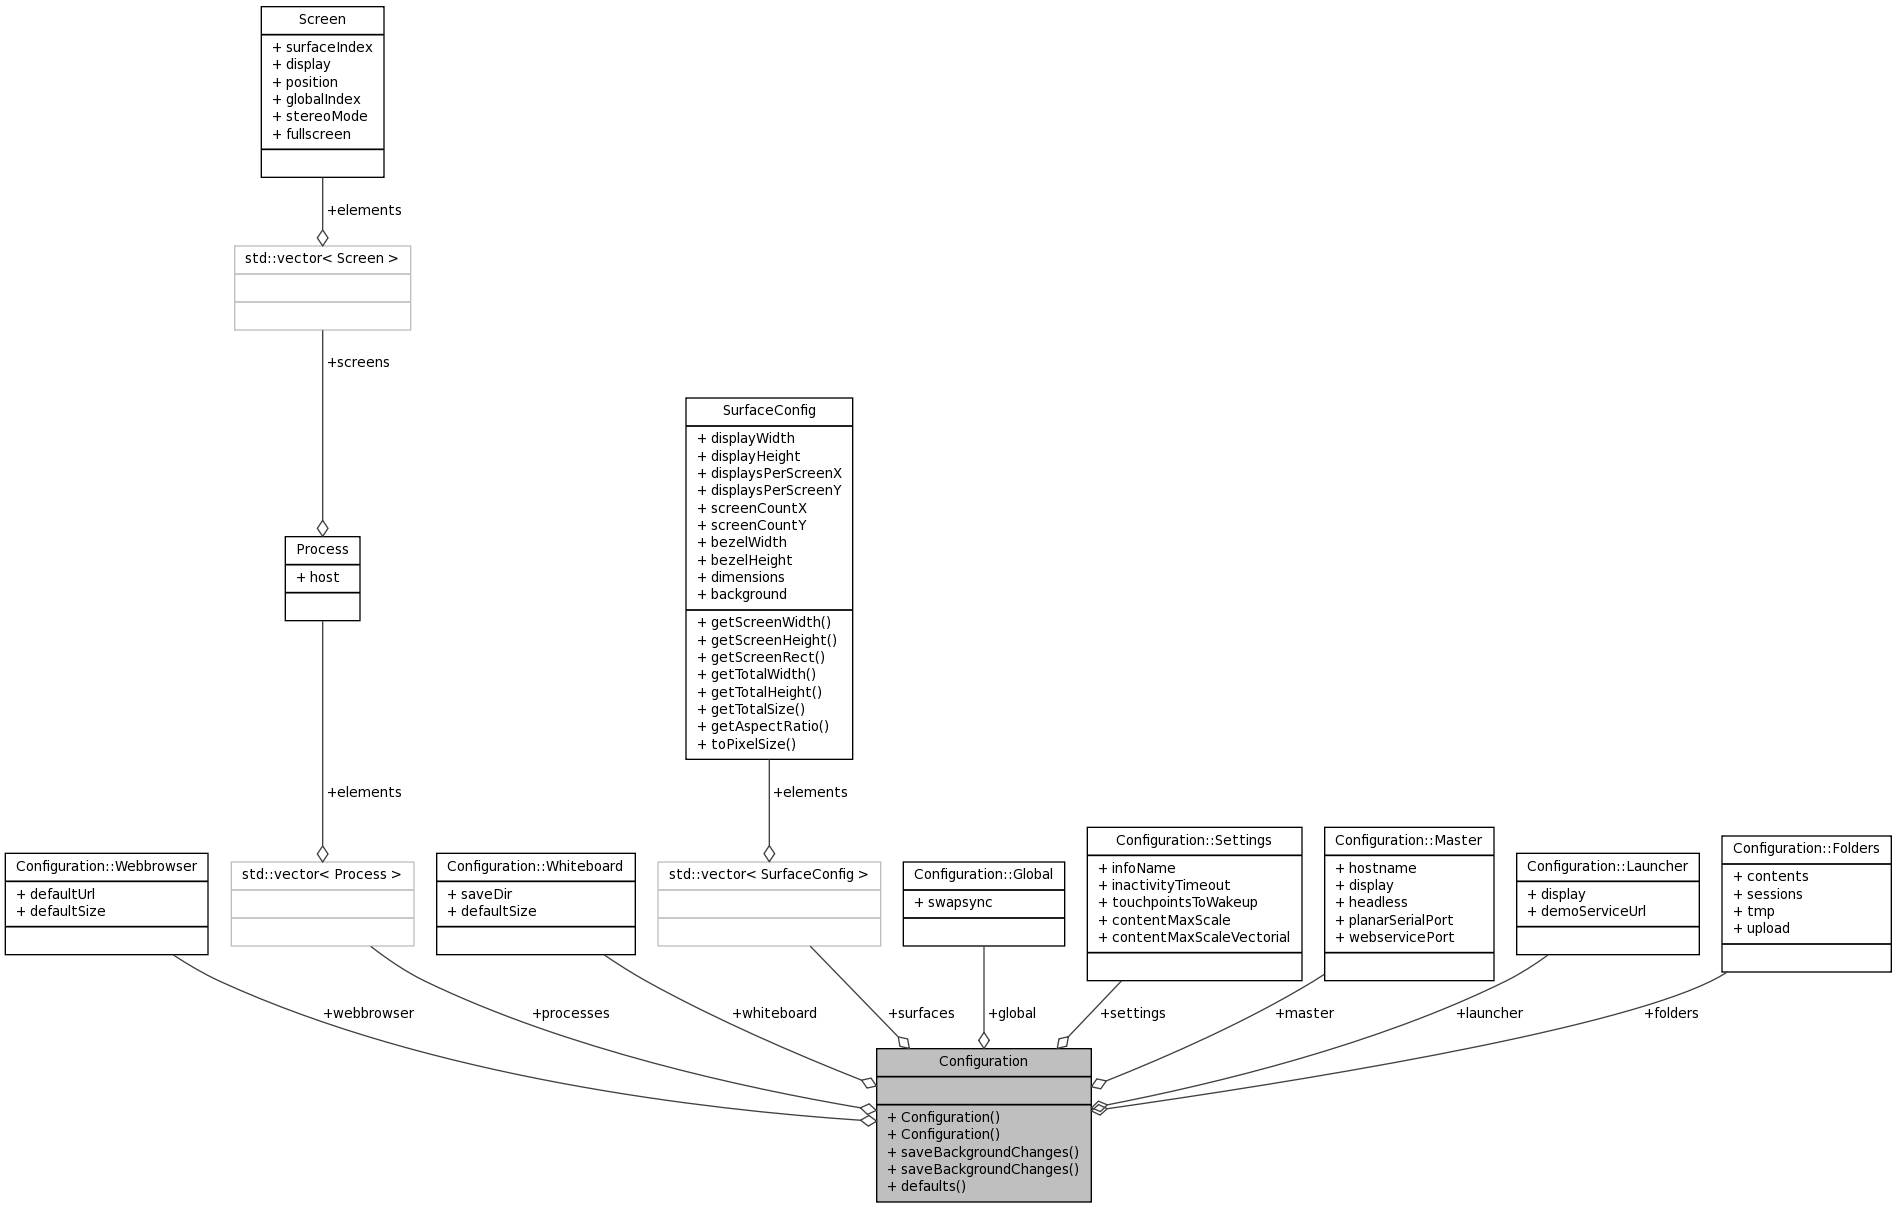 Screen
+ surfaceIndex
+ display
+ position
+ globalIndex
+ stereoMode
+ fullscreen
+elements
std::vector< Screen >
+screens
SurfaceConfig
+ displayWidth
+ displayHeight
+ displaysPerScreenX
+ displaysPerScreenY
+ screenCountX
+ screenCountY
+ bezelWidth
+ bezelHeight
+ dimensions
+ background
+ getScreenWidth()
+ getScreenHeight()
+ getScreenRect()
+ getTotalWidth()
+ getTotalHeight()
+ getTotalSize()
+ getAspectRatio()
+ toPixelSize()
Process
+ host
+elements
+elements
Configuration::Webbrowser
+ defaultUrl
+ defaultSize
std::vector< Process >
Configuration::Whiteboard
+ saveDir
+ defaultSize
std::vector< SurfaceConfig >
Configuration::Global
+ swapsync
Configuration::Settings
+ infoName
+ inactivityTimeout
+ touchpointsToWakeup
+ contentMaxScale
+ contentMaxScaleVectorial
Configuration::Master
+ hostname
+ display
+ headless
+ planarSerialPort
+ webservicePort
Configuration::Launcher
+ display
+ demoServiceUrl
Configuration::Folders
+ contents
+ sessions
+ tmp
+ upload
+webbrowser
+processes
+whiteboard
+surfaces
+global
+settings
+master
+launcher
+folders
Configuration
+ Configuration()
+ Configuration()
+ saveBackgroundChanges()
+ saveBackgroundChanges()
+ defaults()